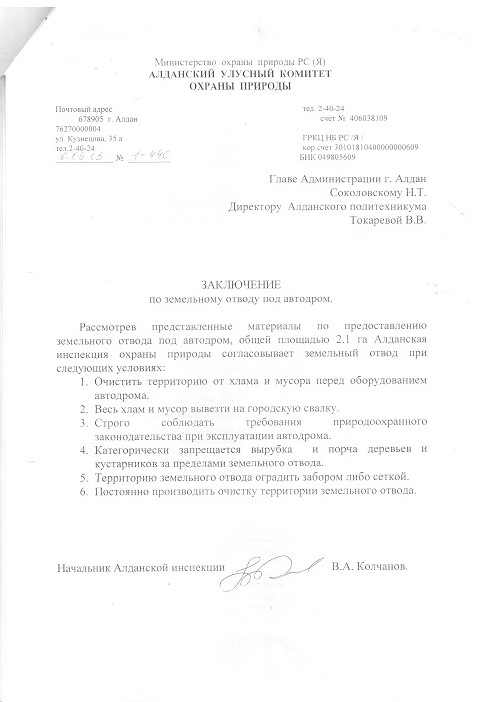 Министерство охраны природы РС (Я)
АЛДАНСКИЙ УЛУСНЫЙ КОМИТЕТ
ОХРАНЫ ПРИРОДЫ
Почтовый адрес
678905 г. Алдан
76270000004
ул. Кузнецова, 35 а
тел.2-40-24
№ 1-440
тел. 2-40-24
счет № 406038109
ГРКЦ НБ РС /Я /
кор.счет 30101810400000000609
БИК 049805609
Главе Администрации г. Алдан
Соколовскому Н.Т.
Директору Алданского политехникума
Токаревой В.В.
ЗАКЛЮЧЕНИЕ
по земельному отводу под автодром.
Рассмотрев представленные материалы по предоставлению
земельного отвода под автодром, общей площадью 2.1 га Алданская
инспекция охраны природы согласовывает земельный отвод при
следующих условиях:
1. Очистить территорию от хлама и мусора перед оборудованием
автодрома.
2. Весь хлам и мусор вывезти на городскую свалку.
3. Строго соблюдать требования природоохранного
законодательства при эксплуатации автодрома.
4. Категорически запрещается вырубка и порча деревьев и
кустарников за пределами земельного отвода.
5. Территорию земельного отвода оградить забором либо сеткой.
6. Постоянно производить очистку территории земельного отвода.
Начальник Алданской инспекции В.А. Колчанов.